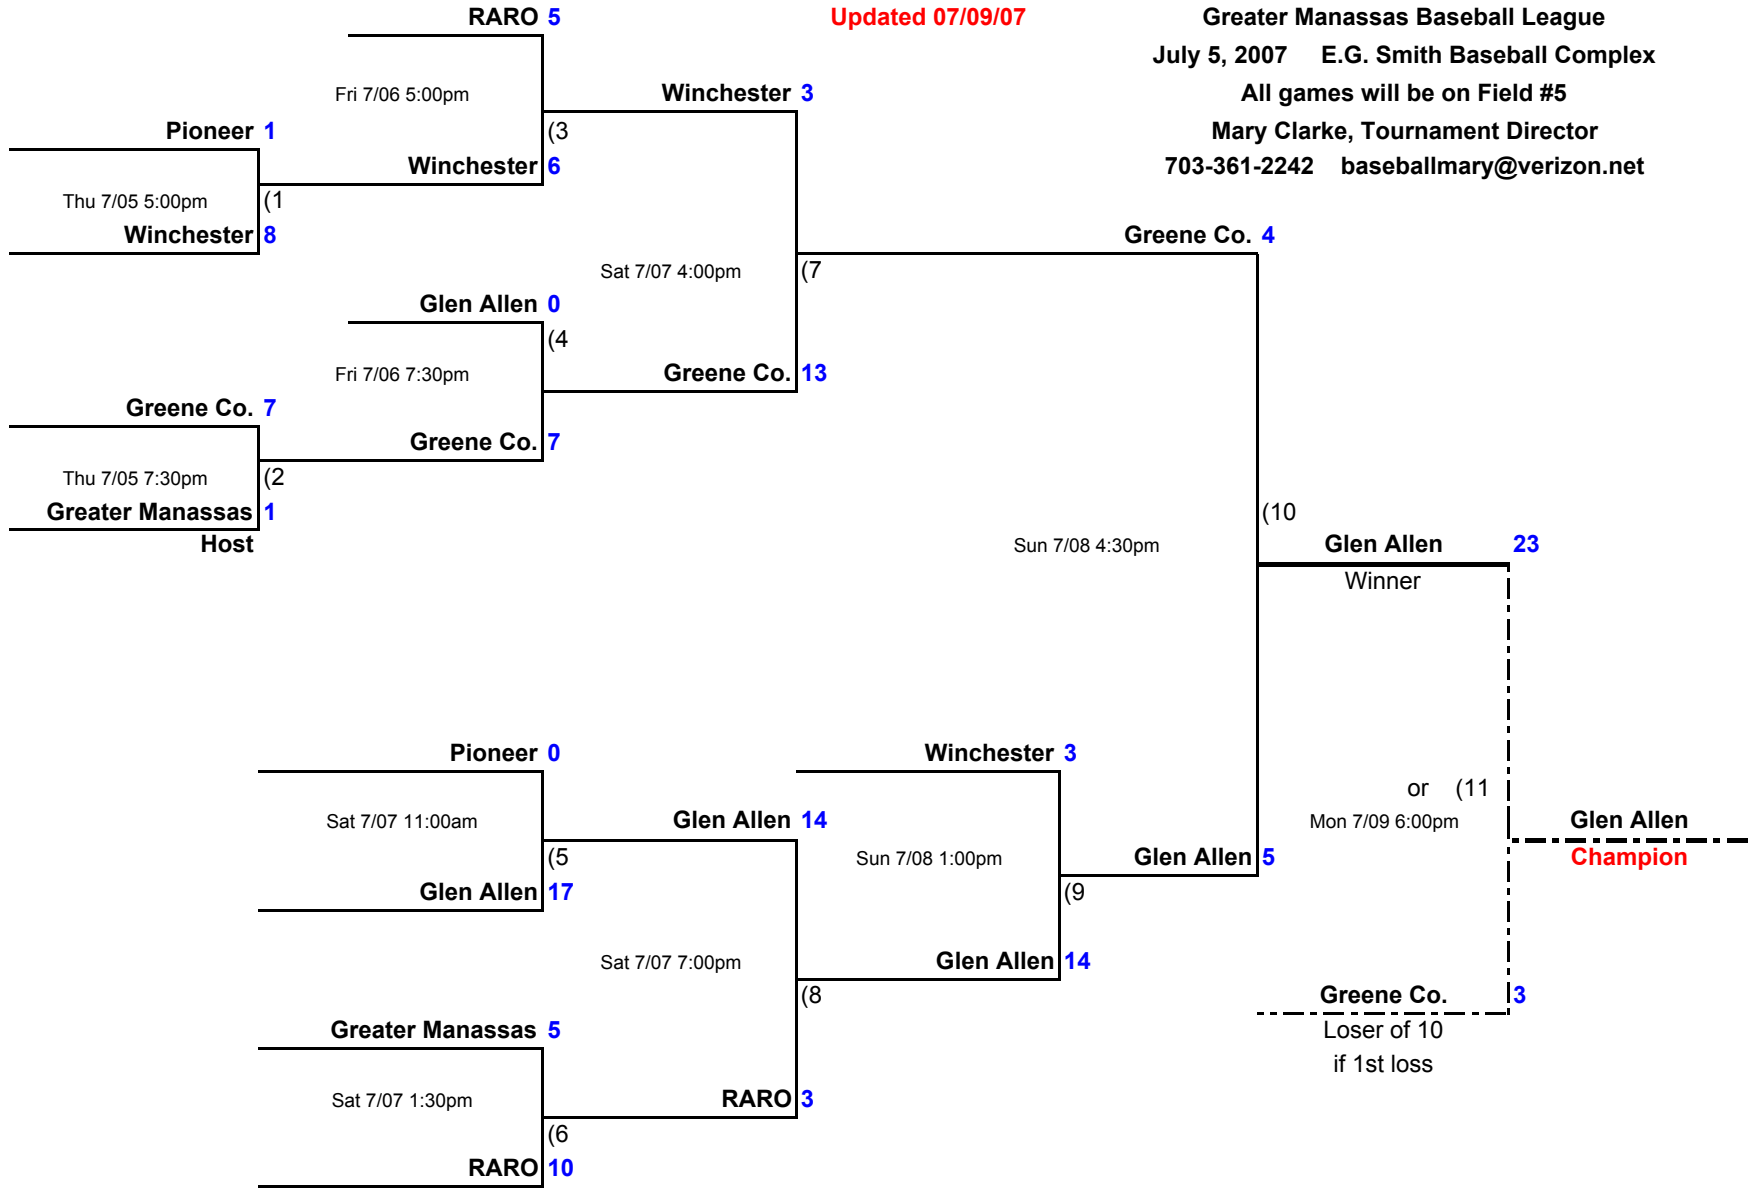 RARO 5
Updated 07/09/07
Greater Manassas Baseball League
July 5, 2007 E.G. Smith Baseball Complex
Fri 7/06 5:00pm
Winchester 3
All games will be on Field #5
Pioneer 1
(3
Mary Clarke, Tournament Director
Winchester 6
703-361-2242 baseballmary@verizon.net
Thu 7/05 5:00pm
(1
Winchester 8
Greene Co. 4
Sat 7/07 4:00pm
(7
Glen Allen 0
(4
Fri 7/06 7:30pm
Greene Co. 13
Greene Co. 7
Greene Co. 7
Thu 7/05 7:30pm
(2
Greater Manassas 1
Host
(10
Sun 7/08 4:30pm
Glen Allen 23
Winner
Pioneer 0
Winchester 3
or (11
Sat 7/07 11:00am
Glen Allen 14
Mon 7/09 6:00pm
Glen Allen
Champion
(5
Sun 7/08 1:00pm
Glen Allen 5
Glen Allen 17
(9
Sat 7/07 7:00pm
Glen Allen 14
(8
Greene Co. 3
Greater Manassas 5
Loser of 10
if 1st loss
Sat 7/07 1:30pm
RARO 3
(6
RARO 10